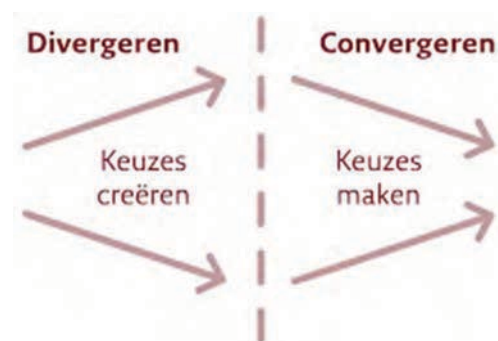 Divergeren
Convergeren
Keuzes
creëren
Keuzes
maken